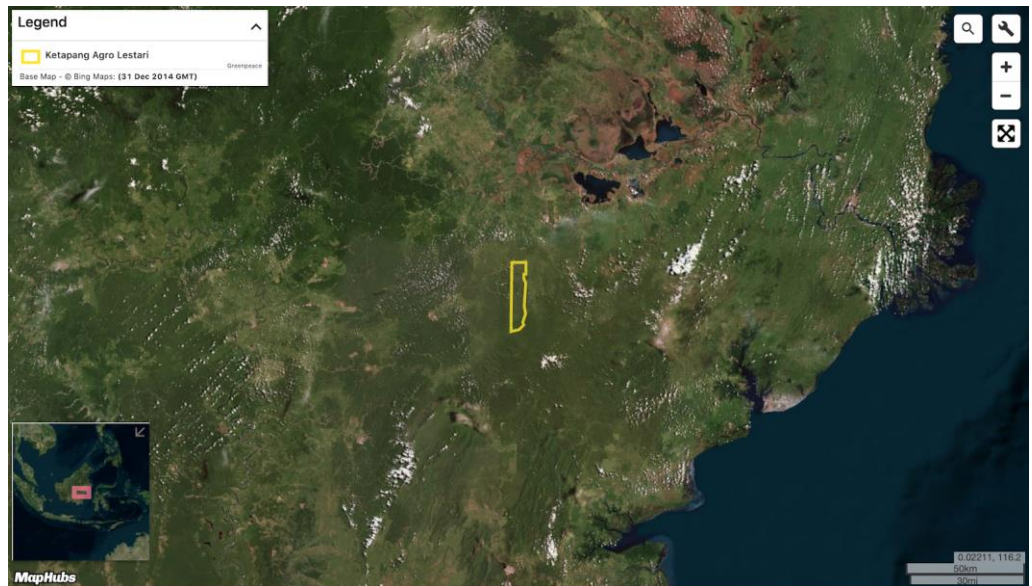 Legend
Ketapang Agro Lestari
Greenpeace
Base Map - © Bing Maps: (31 Dec 2014 GMT)
+
−
0.02211, 116.2
50km
30mi
MapHubs